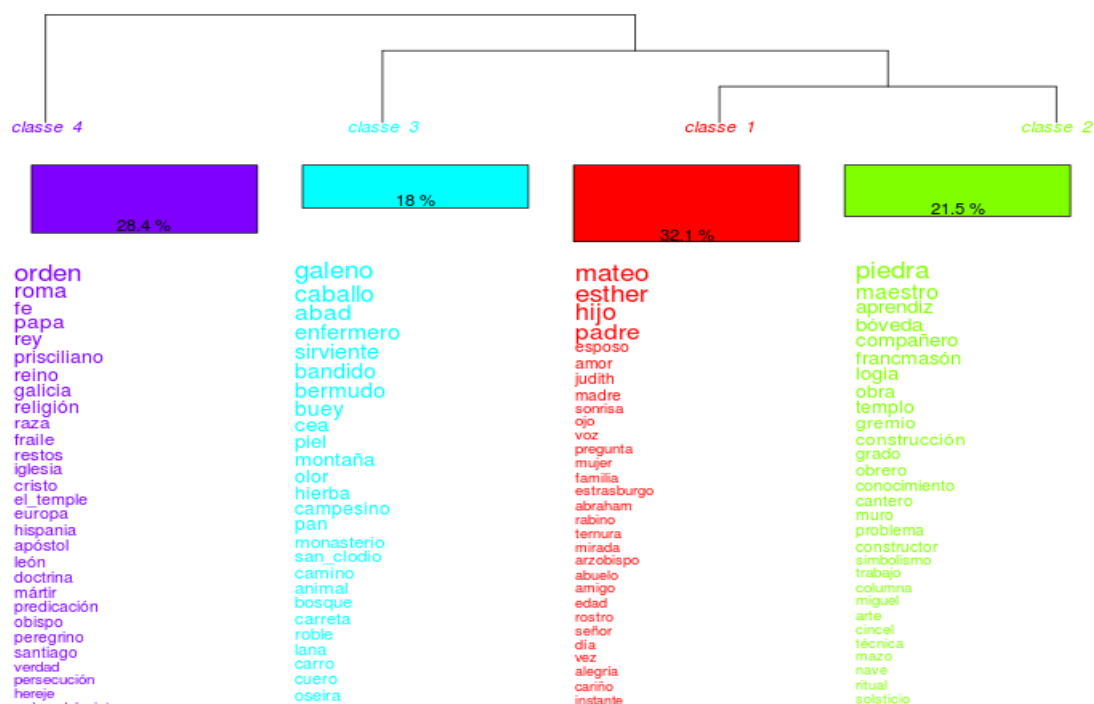 classe 4
classe 3
classe 1
classe 2
28.4 %
18 %
32.1 %
21.5 %
orden
roma
fe
papa
rey
prisciliano
reino
galicia
religión
raza
fraile
restos
iglesia
cristo
el_temple
europa
hispania
apóstol
león
doctrina
mártir
predicación
obispo
peregrino
santiago
verdad
persecución
hereje
galeno
caballo
abad
enfermero
sirviente
bandido
bermudo
buey
cea
piel
montaña
olor
hierba
campesino
pan
monasterio
san_clodio
camino
animal
bosque
carreta
roble
lana
carro
cuero
oseira
mateo
esther
hijo
padre
esposo
amor
judith
madre
sonrisa
ojo
voz
pregunta
mujer
familia
estrasburgo
abraham
rabino
ternura
mirada
arzobispo
abuelo
amigo
edad
rostro
señor
día
vez
alegría
cariño
instante
piedra
maestro
aprendiz
bóveda
compañero
francmasón
logia
obra
templo
gremio
construcción
grado
obrero
conocimiento
cantero
muro
problema
constructor
simbolismo
trabajo
columna
miguel
arte
cincel
técnica
mazo
nave
ritual
solsticio